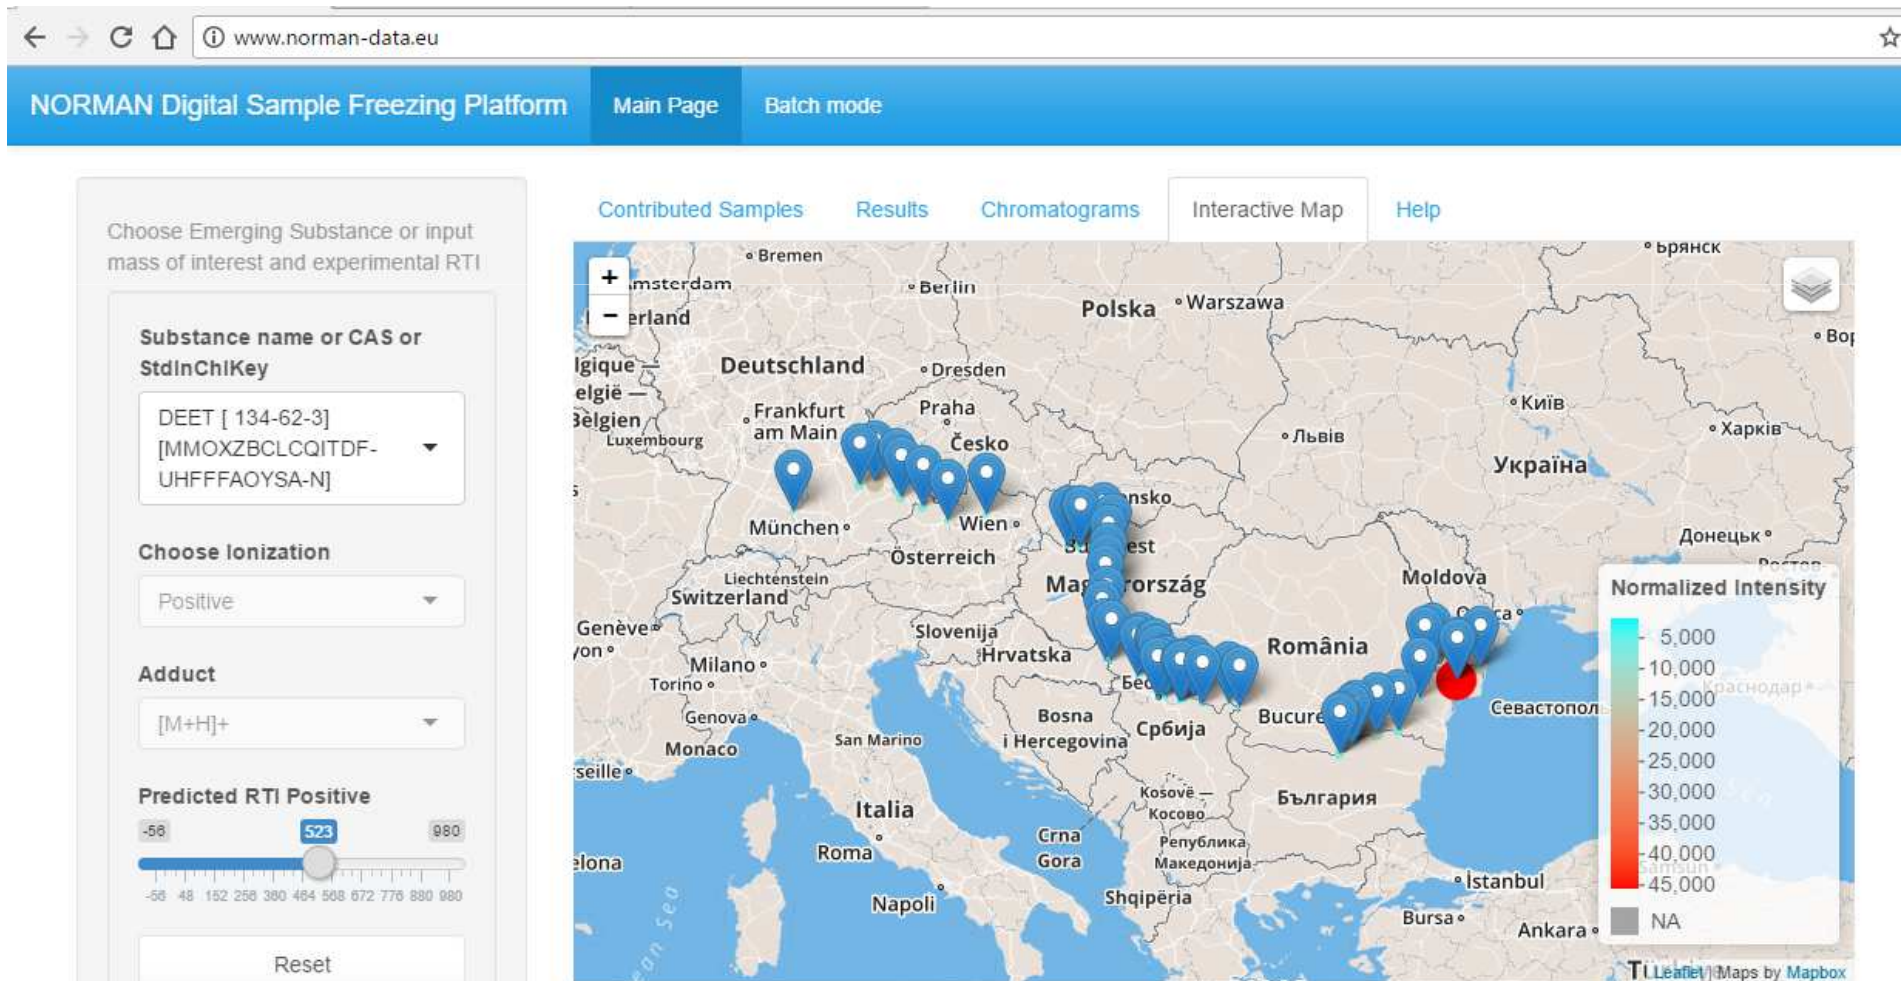 www.norman-data.eu
NORMAN Digital Sample Freezing Platform
Main Page
Batch mode
Choose Emerging Substance or input
mass of interest and experimental RTI
Substance name or CAS or
StdInChIKey
DEET [ 134-62-3]
[MMOXZBCLCQITDF-
UHFFFAOYSA-N]
Choose Ionization
Positive
Adduct
[M+H]+
Predicted RTI Positive
-56
523
980
-56 48 152 256 360 464 568 672 776 880 980
Reset
Contributed Samples
Results
Chromatograms
Interactive Map
Help
+
−
Bremen
Berlin
Polska
Warszawa
Брянск
Deutschland
Dresden
Frankfurt
am Main
Praha
Česko
Belgien
Luxembourg
Київ
Львів
Харків
Україна
München
Wien
Österreich
Донецьк
Liechtenstein
Switzerland
Moldova
Genève
Slovenija
Hrvatska
România
Milano
Torino
Genova
Monaco
San Marino
Bosna
i Hercegovina
Србија
Севастополь
Краснодар
Kosovë —
Косово
България
Italia
Roma
Crna
Gora
Република
Македонија
Napoli
Shqipëria
Istanbul
Bursa
Ankara
Samsun
Normalized Intensity
5,000
10,000
15,000
20,000
25,000
30,000
35,000
40,000
45,000
NA
Leaflet | Maps by Mapbox